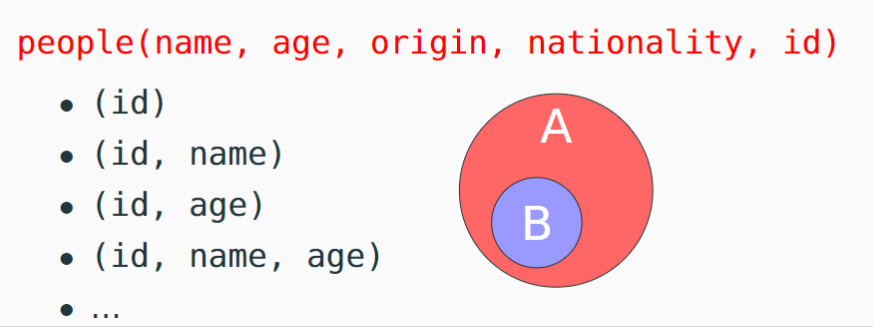 people(name, age, origin, nationality, id)
• (id)
• (id, name)
• (id, age)
• (id, name, age)
• ...
A
B